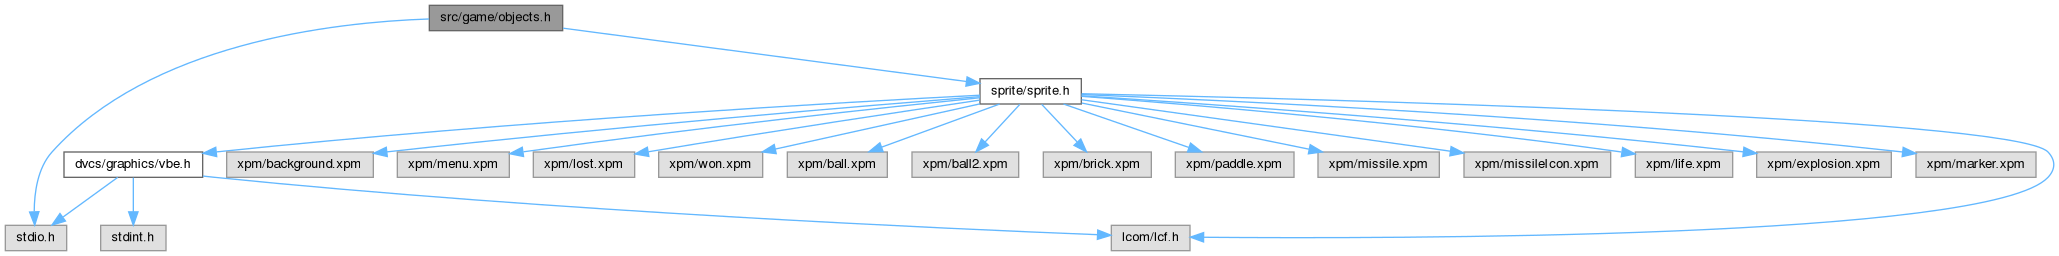 src/game/objects.h
sprite/sprite.h
dvcs/graphics/vbe.h
xpm/background.xpm
xpm/menu.xpm
xpm/lost.xpm
xpm/won.xpm
xpm/ball.xpm
xpm/ball2.xpm
xpm/brick.xpm
xpm/paddle.xpm
xpm/missile.xpm
xpm/missileIcon.xpm
xpm/life.xpm
xpm/explosion.xpm
xpm/marker.xpm
stdio.h
stdint.h
lcom/lcf.h